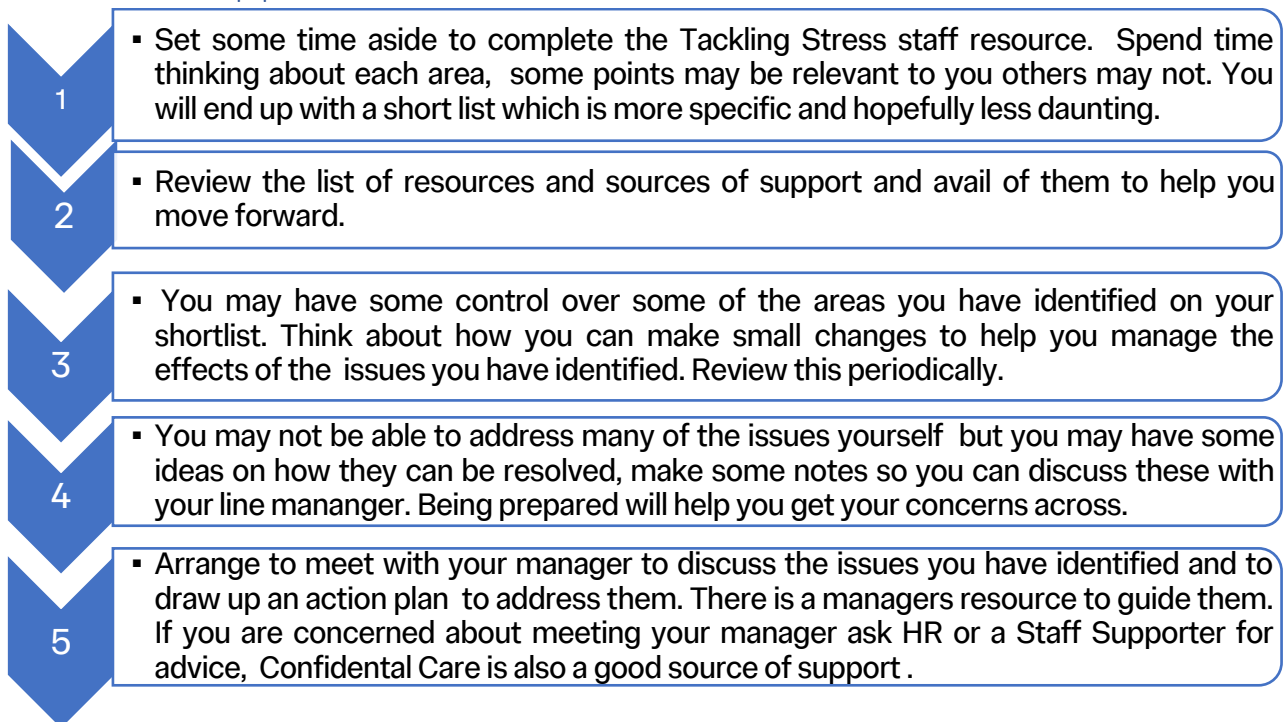 1
▪ Set some time aside to complete the Tackling Stress staff resource. Spend time
thinking about each area, some points may be relevant to you others may not. You
will end up with a short list which is more specific and hopefully less daunting.
2
▪ Review the list of resources and sources of support and avail of them to help you
move forward.
3
▪ You may have some control over some of the areas you have identified on your
shortlist. Think about how you can make small changes to help you manage the
effects of the issues you have identified. Review this periodically.
4
▪ You may not be able to address many of the issues yourself but you may have some
ideas on how they can be resolved, make some notes so you can discuss these with
your line mananger. Being prepared will help you get your concerns across.
5
▪ Arrange to meet with your manager to discuss the issues you have identified and to
draw up an action plan to address them. There is a managers resource to guide them.
If you are concerned about meeting your manager ask HR or a Staff Supporter for
advice, Confidental Care is also a good source of support .